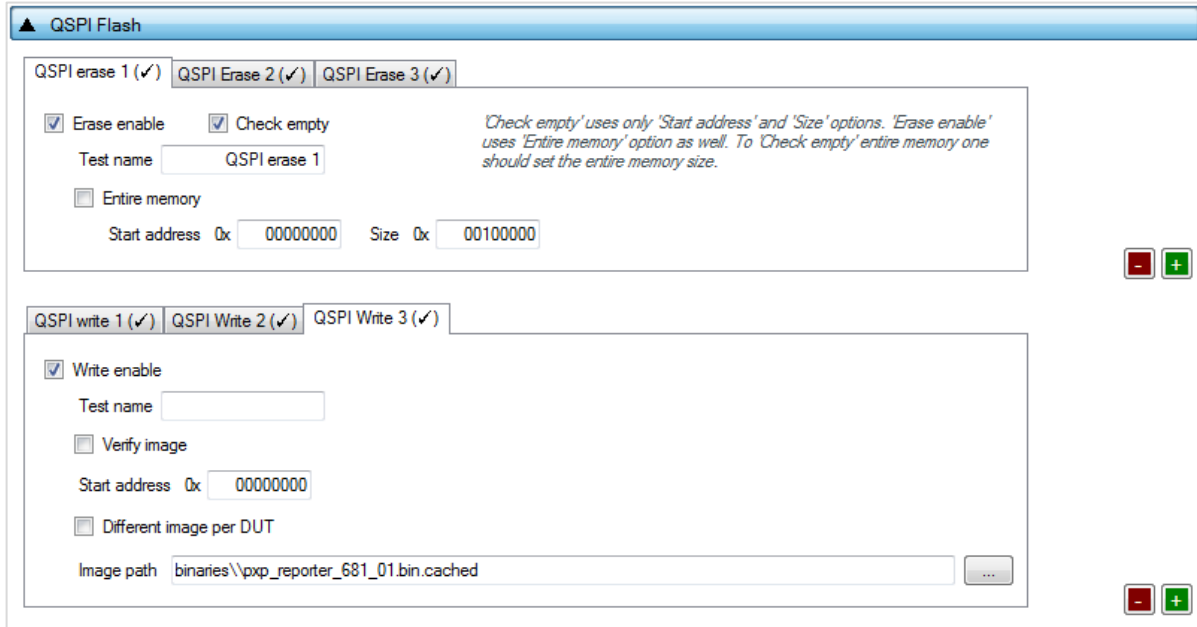 ▲ QSPI Flash
QSPI erase 1 (✓) QSPI Erase 2 (✓) QSPI Erase 3 (✓)
Erase enable Check empty
'Check empty' uses only 'Start address' and 'Size' options. 'Erase enable'
uses 'Entire memory' option as well. To 'Check empty' entire memory one
should set the entire memory size.
Test name QSPI erase 1
Entire memory
Start address 0x 00000000 Size 0x 00100000
- +
QSPI write 1 (✓) QSPI Write 2 (✓) QSPI Write 3 (✓)
Write enable
Test name
Verify image
Start address 0x 00000000
Different image per DUT
Image path binaries\\pxp_reporter_681_01.bin.cached ...
- +